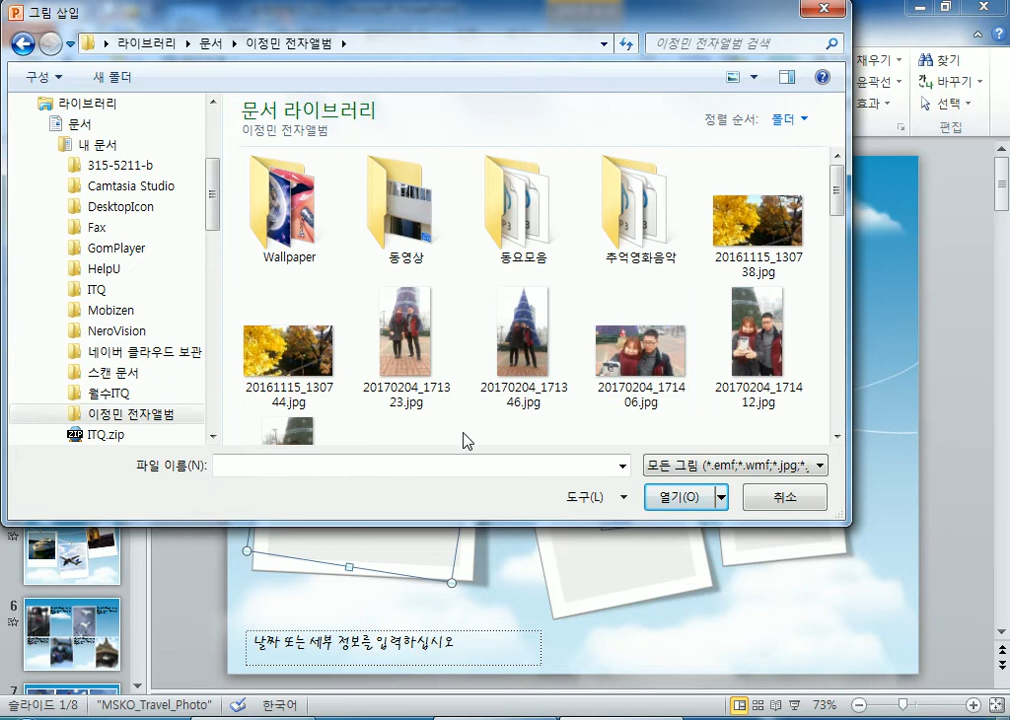 그림 삽입
라이브러리 문서 이정민 전자앨범
이정민 전자앨범 검색
구성 새 폴더
라이브러리
문서
내 문서
315-5211-b
Camtasia Studio
DesktopIcon
Fax
GomPlayer
HelpU
ITQ
Mobizen
NeroVision
네이버 클라우드 보관
스캔 문서
월수ITQ
이정민 전자앨범
ITQ.zip
문서 라이브러리
이정민 전자앨범
정렬 순서: 폴더
Wallpaper
동영상
동요모음
추억영화음악
20161115_1307
38.jpg
20161115_1307
44.jpg
20170204_1713
23.jpg
20170204_1713
46.jpg
20170204_1714
06.jpg
20170204_1714
12.jpg
파일 이름(N):
모든 그림 (*.emf;*.wmf;*.jpg;*.
도구(L)
열기(O)
취소
채우기
윤곽선
효과
찾기
바꾸기
선택
편집
6
7
날짜 또는 세부 정보를 입력하십시오
슬라이드 1/8 "MSKO_Travel_Photo" 한국어
73%